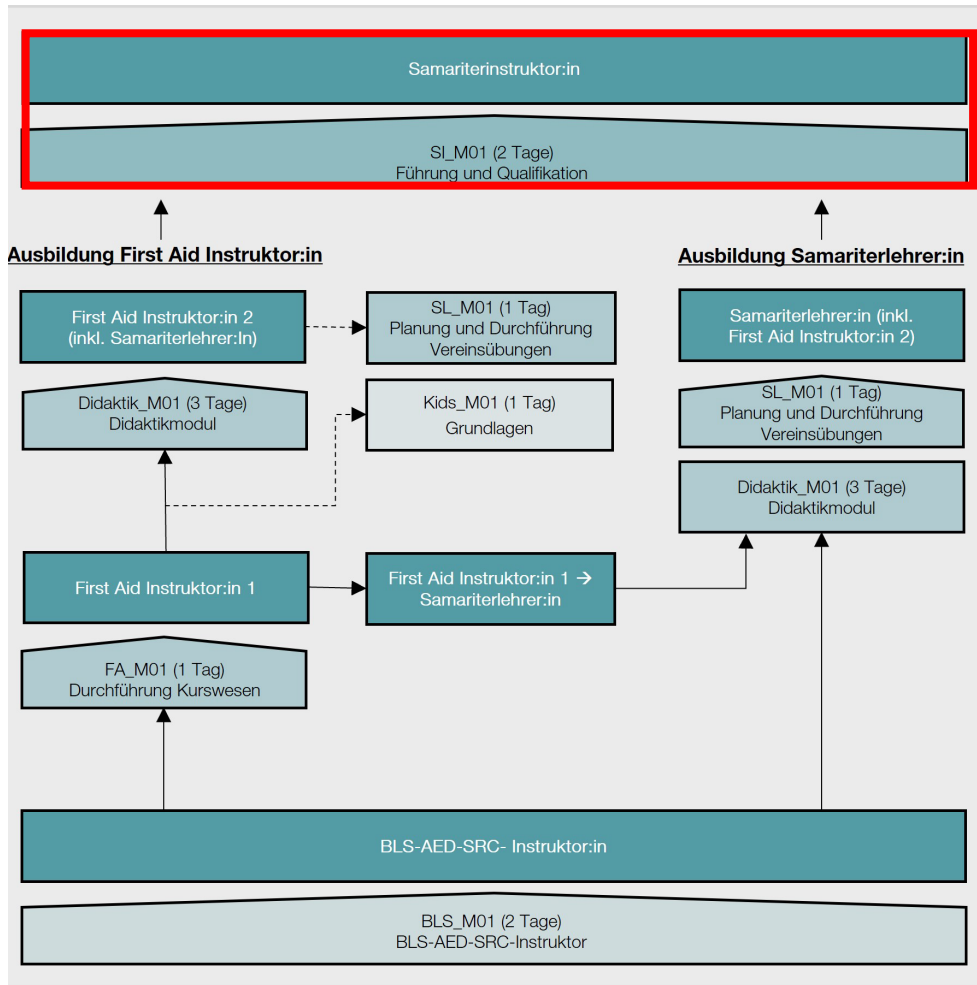 Samariterinstruktor:in
SI_M01 (2 Tage)
Führung und Qualifikation
Ausbildung First Aid Instruktor:in
Ausbildung Samariterlehrer:in
First Aid Instruktor:in 2
(inkl. Samariterlehrer:In)
SL_M01 (1 Tag)
Planung und Durchführung
Vereinsübungen
Samariterlehrer:in (inkl.
First Aid Instruktor:in 2)
Didaktik_M01 (3 Tage)
Didaktikmodul
Kids_M01 (1 Tag)
Grundlagen
SL_M01 (1 Tag)
Planung und Durchführung
Vereinsübungen
Didaktik_M01 (3 Tage)
Didaktikmodul
First Aid Instruktor:in 1
First Aid Instruktor:in 1 →
Samariterlehrer:in
FA_M01 (1 Tag)
Durchführung Kurswesen
BLS-AED-SRC- Instruktor:in
BLS_M01 (2 Tage)
BLS-AED-SRC-Instruktor